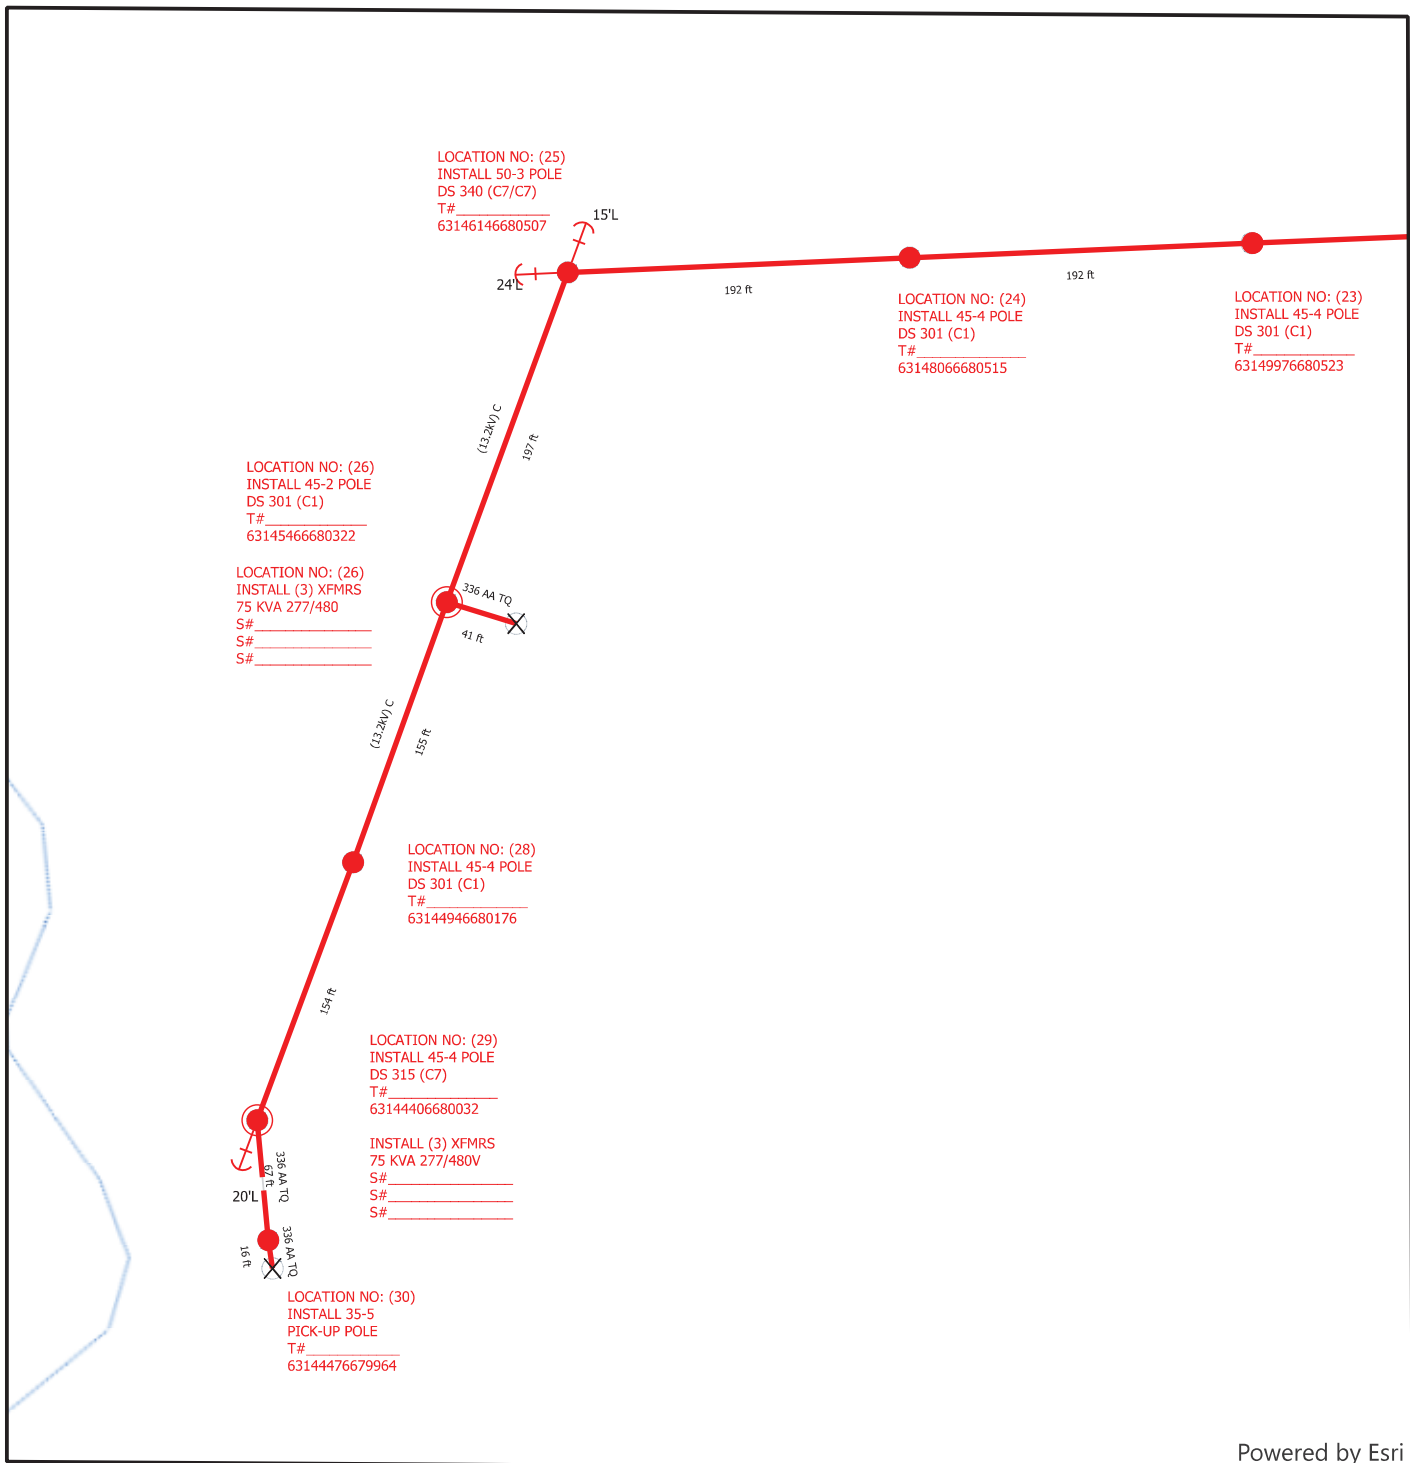 LOCATION NO: (25)
INSTALL 50-3 POLE
DS 340 (C7/C7)
T#____________
63146146680507
15'L
24'L
192 ft
192 ft
LOCATION NO: (24)
INSTALL 45-4 POLE
DS 301 (C1)
T#______________
63148066680515
LOCATION NO: (23)
INSTALL 45-4 POLE
DS 301 (C1)
T#_____________
63149976680523
(13.2kV) C
197 ft
LOCATION NO: (26)
INSTALL 45-2 POLE
DS 301 (C1)
T#_____________
63145466680322
LOCATION NO: (26)
INSTALL (3) XFMRS
75 KVA 277/480
S#_______________
S#_______________
S#_______________
336 AA TQ
41 ft
(13.2kV) C
155 ft
LOCATION NO: (28)
INSTALL 45-4 POLE
DS 301 (C1)
T#_____________
63144946680176
154 ft
LOCATION NO: (29)
INSTALL 45-4 POLE
DS 315 (C7)
T#______________
63144406680032
INSTALL (3) XFMRS
75 KVA 277/480V
S#________________
S#________________
S#________________
336 AA TQ
67 ft
20'L
336 AA TQ
16 ft
LOCATION NO: (30)
INSTALL 35-5
PICK-UP POLE
T#____________
63144476679964
Powered by Esri